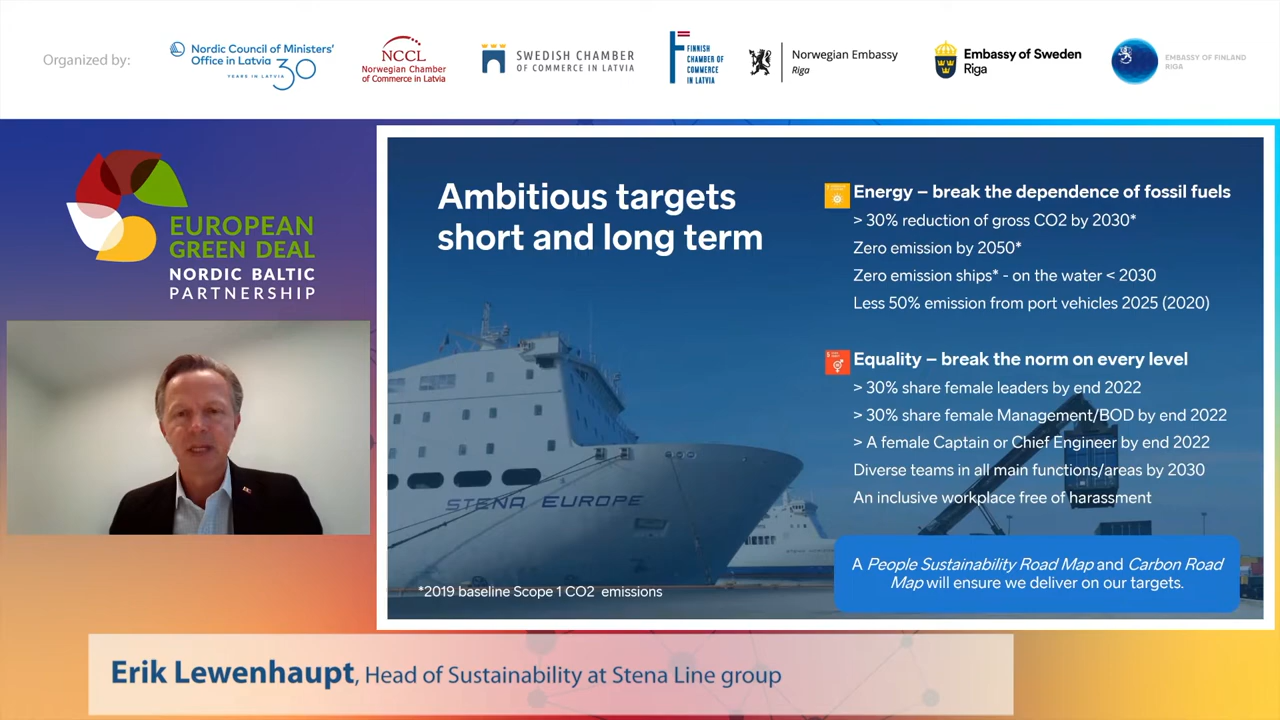 Organized by:
Nordic Council of Ministers'
Office in Latvia
YEARS IN LATVIA 30
NCCL
Norwegian Chamber
of Commerce in Latvia
SWEDISH CHAMBER
OF COMMERCE IN LATVIA
FINNISH
CHAMBER OF
COMMERCE
IN LATVIA
Norwegian Embassy
Riga
Embassy of Sweden
Riga
EMBASSY OF FINLAND
RIGA
EUROPEAN
GREEN DEAL
NORDIC BALTIC
PARTNERSHIP
Ambitious targets
short and long term
Energy – break the dependence of fossil fuels
> 30% reduction of gross CO2 by 2030*
Zero emission by 2050*
Zero emission ships* - on the water < 2030
Less 50% emission from port vehicles 2025 (2020)
Equality – break the norm on every level
> 30% share female leaders by end 2022
> 30% share female Management/BOD by end 2022
> A female Captain or Chief Engineer by end 2022
Diverse teams in all main functions/areas by 2030
An inclusive workplace free of harassment
STENA EUROPE
A People Sustainability Road Map and Carbon Road
Map will ensure we deliver on our targets.
*2019 baseline Scope 1 CO2 emissions
Erik Lewenhaupt, Head of Sustainability at Stena Line group